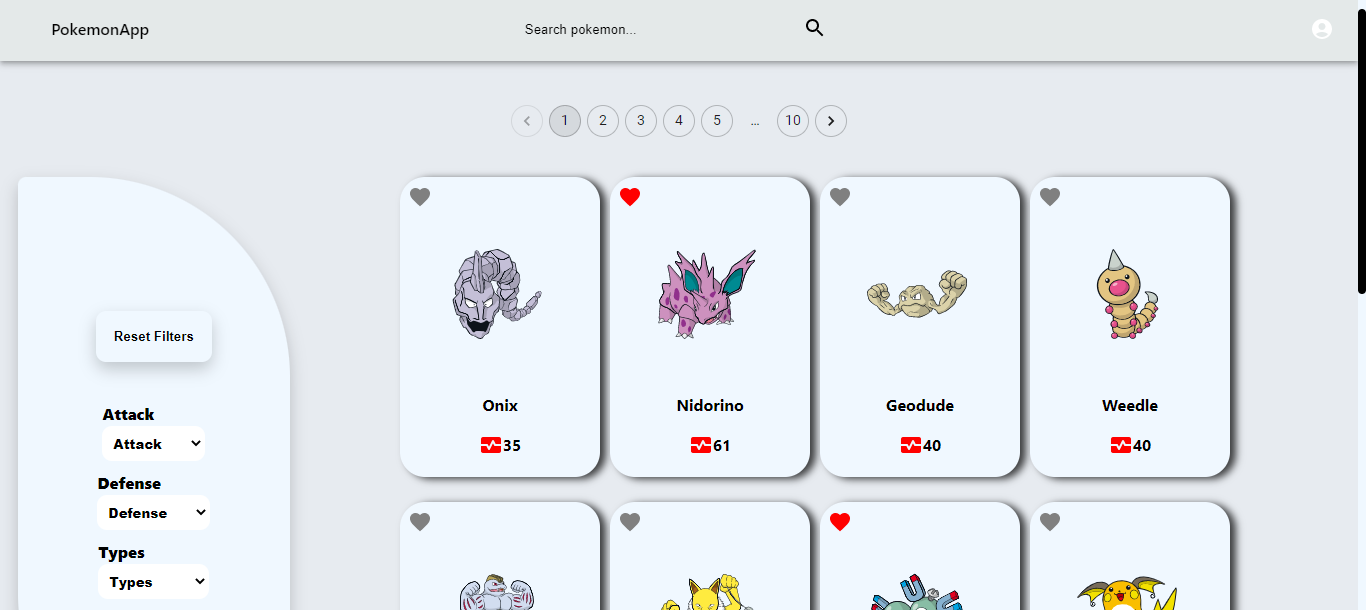 PokemonApp
Search pokemon...
1 2 3 4 5 ... 10
Reset Filters
Attack
Attack
Defense
Defense
Types
Types
Onix
35
Nidorino
61
Geodude
40
Weedle
40